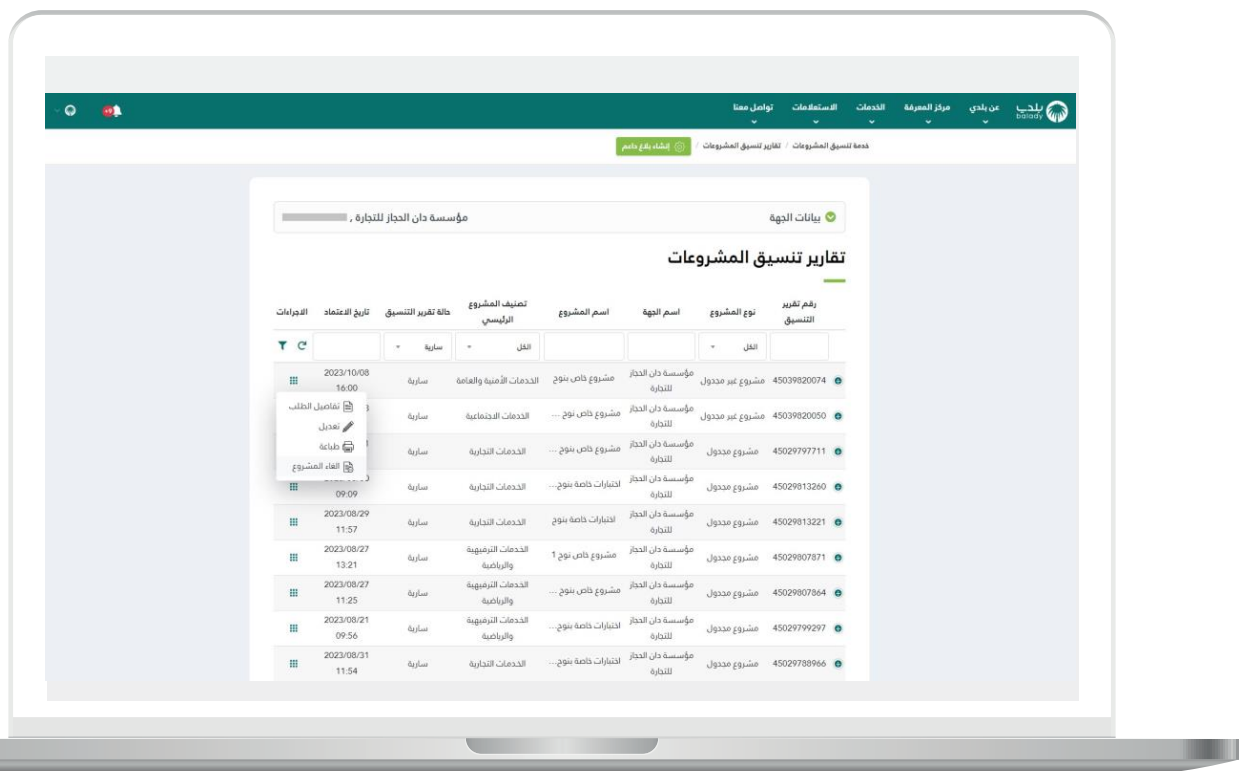 بلدي
balady
عن بلدي
مركز المعرفة
الخدمات
الاستعلامات
تواصل معنا
+9
خدمة تنسيق المشروعات / تقارير تنسيق المشروعات /
إنشاء بلاغ داعم
بيانات الجهة
مؤسسة دان الحجاز للتجارة ,
تقارير تنسيق المشروعات
رقم تقرير التنسيق نوع المشروع اسم الجهة اسم المشروع تصنيف المشروع الرئيسي حالة تقرير التنسيق تاريخ الاعتماد الاجراءات
الكل الكل سارية
45039820074 مشروع غير مجدول مؤسسة دان الحجاز للتجارة مشروع خاص بنوح الخدمات الأمنية والعامة سارية 2023/10/08 16:00
45039820050 مشروع غير مجدول مؤسسة دان الحجاز للتجارة مشروع خاص نوح ... الخدمات الاجتماعية سارية
45029797711 مشروع مجدول مؤسسة دان الحجاز للتجارة مشروع خاص بنوح ... الخدمات التجارية سارية
45029813260 مشروع مجدول مؤسسة دان الحجاز للتجارة اختبارات خاصة بنوح... الخدمات التجارية سارية 09:09
45029813221 مشروع مجدول مؤسسة دان الحجاز للتجارة اختبارات خاصة بنوح الخدمات التجارية سارية 2023/08/29 11:57
45029807871 مشروع مجدول مؤسسة دان الحجاز للتجارة مشروع خاص نوح 1 الخدمات الترفيهية والرياضية سارية 2023/08/27 13:21
45029807864 مشروع مجدول مؤسسة دان الحجاز للتجارة مشروع خاص بنوح ... الخدمات الترفيهية والرياضية سارية 2023/08/27 11:25
45029799297 مشروع مجدول مؤسسة دان الحجاز للتجارة اختبارات خاصة بنوح... الخدمات الترفيهية والرياضية سارية 2023/08/21 09:56
45029788966 مشروع مجدول مؤسسة دان الحجاز للتجارة اختبارات خاصة بنوح... الخدمات التجارية سارية 2023/08/31 11:54
تفاصيل الطلب
تعديل
طباعة
الغاء المشروع